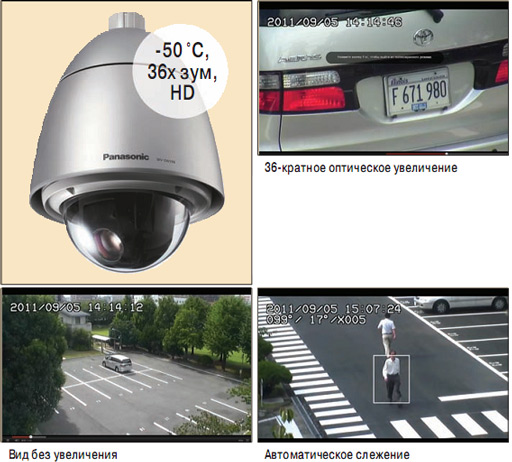 -50 °C,
36x зум,
HD
Panasonic
2011/09/05 14:14:46
F 671 980
36-кратное оптическое увеличение
2011/09/05 14:14:12
Вид без увеличения
2011/09/05 15:07:24
099°/ 17°/X005
Автоматическое слежение